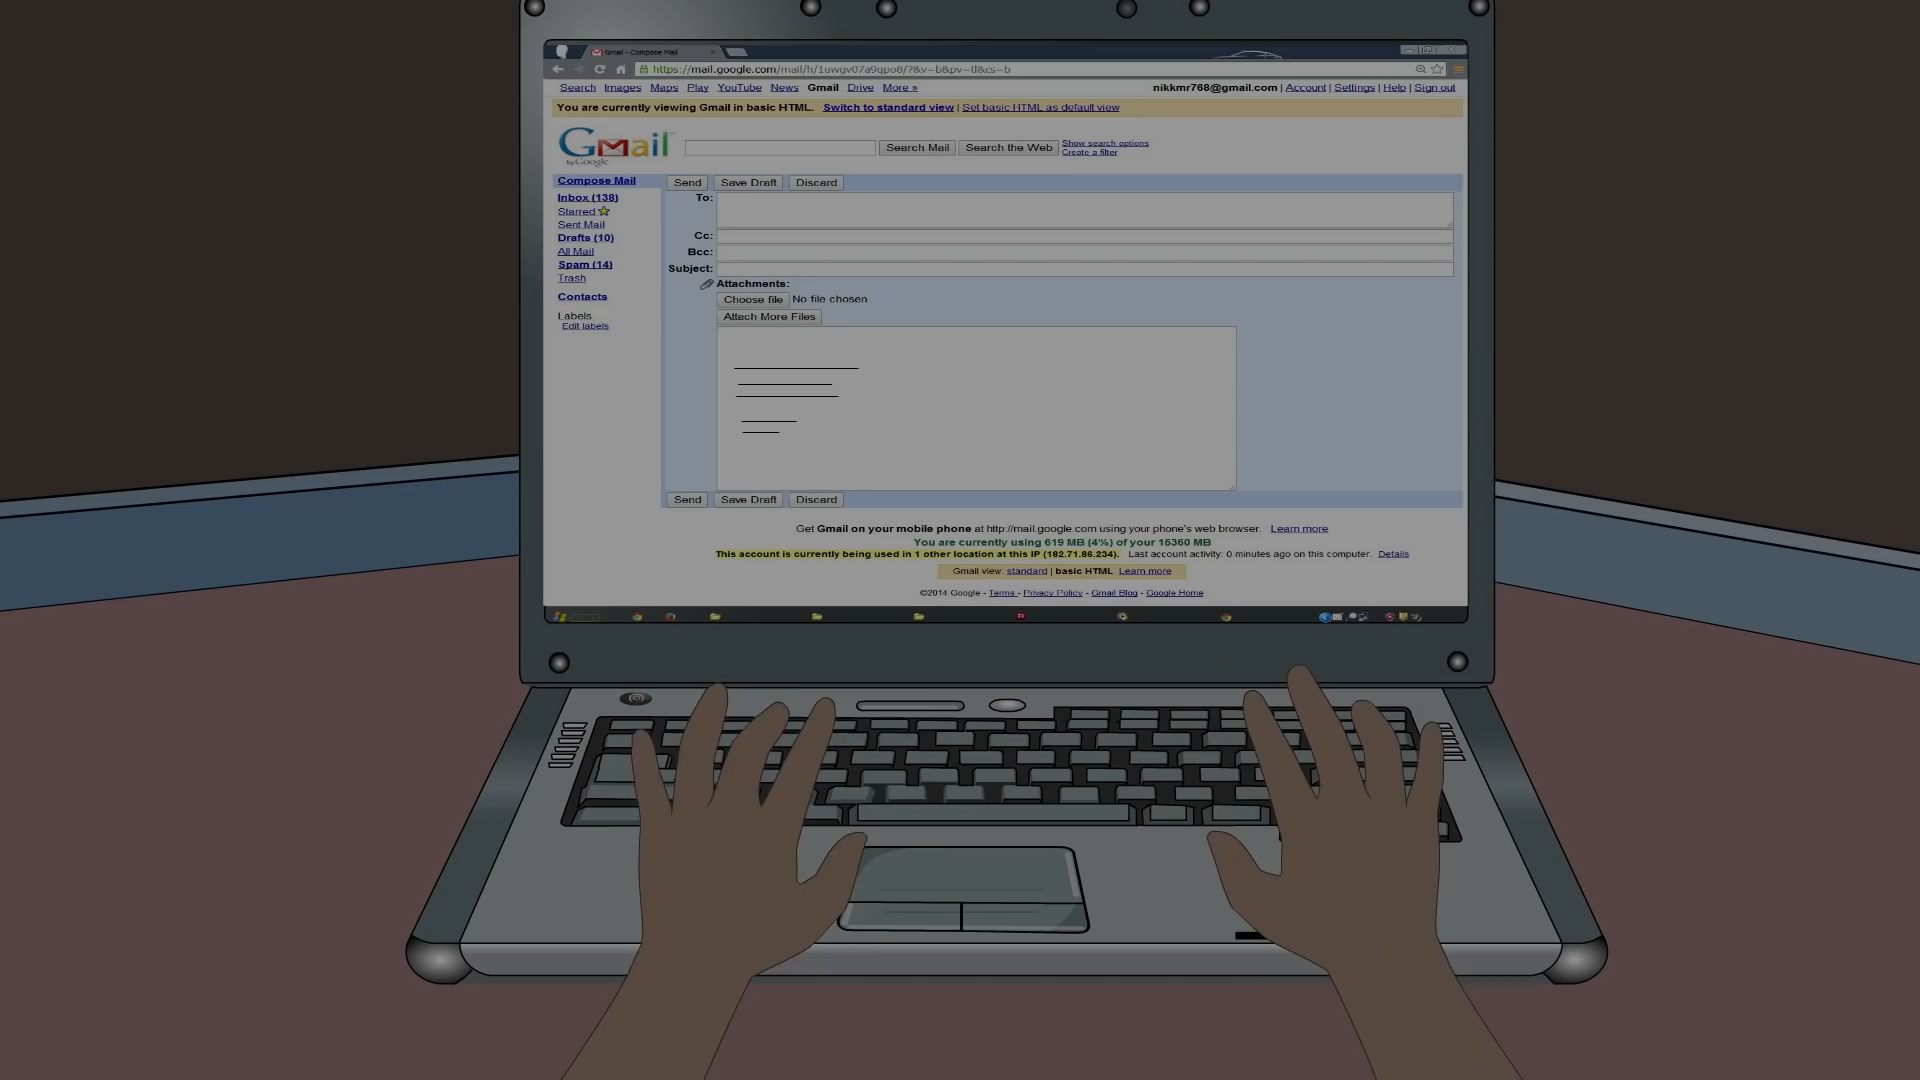 Gmail - Compose Mail
https://mail.google.com/mail/h/1uwgv07a9qpo8/?&v=b&pv=tl&cs=b
Search Images Maps Play YouTube News Gmail Drive More »
nikkmr768@gmail.com | Account | Settings | Help | Sign out
You are currently viewing Gmail in basic HTML. Switch to standard view | Set basic HTML as default view
Gmail
by Google
Search Mail Search the Web
Show search options
Create a filter
Compose Mail
Inbox (138)
Starred
Sent Mail
Drafts (10)
All Mail
Spam (14)
Trash
Contacts
Labels
Edit labels
Send Save Draft Discard
To:
Cc:
Bcc:
Subject:
Attachments:
Choose file No file chosen
Attach More Files
Send Save Draft Discard
Get Gmail on your mobile phone at http://mail.google.com using your phone's web browser. Learn more
You are currently using 619 MB (4%) of your 15360 MB
This account is currently being used in 1 other location at this IP (182.71.86.234). Last account activity: 0 minutes ago on this computer. Details
Gmail view: standard | basic HTML Learn more
©2014 Google - Terms - Privacy Policy - Gmail Blog - Google Home